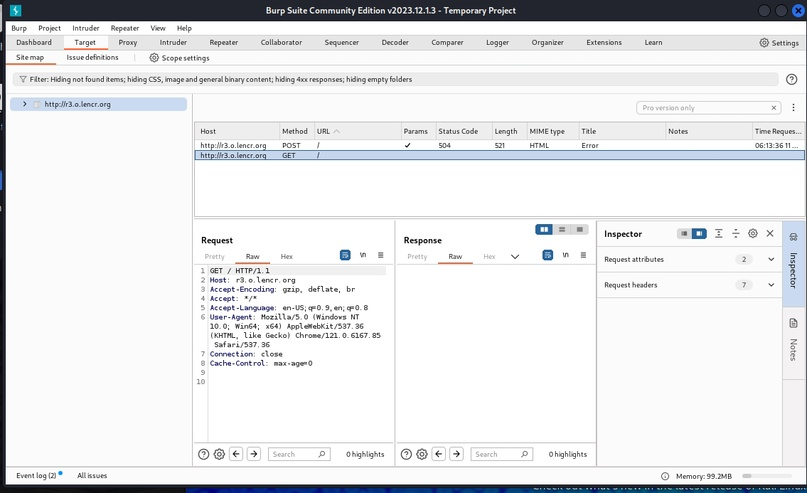 Burp Suite Community Edition v2023.12.1.3 - Temporary Project
Burp Project Intruder Repeater View Help
Dashboard Target Proxy Intruder Repeater Collaborator Sequencer Decoder Comparer Logger Organizer Extensions Learn Settings
Site map Issue definitions Scope settings
Filter: Hiding not found items; hiding CSS, image and general binary content; hiding 4xx responses; hiding empty folders
http://r3.o.lencr.org
Pro version only
Host Method URL Params Status Code Length MIME type Title Notes Time Reques...
http://r3.o.lencr.org POST / ✓ 504 521 HTML Error 06:13:36 11 ...
http://r3.o.lencr.org GET /
Request
Pretty Raw Hex \n
1 GET / HTTP/1.1
2 Host: r3.o.lencr.org
3 Accept-Encoding: gzip, deflate, br
4 Accept: */*
5 Accept-Language: en-US;q=0.9,en;q=0.8
6 User-Agent: Mozilla/5.0 (Windows NT
10.0; Win64; x64) AppleWebKit/537.36
(KHTML, like Gecko) Chrome/121.0.6167.85
Safari/537.36
7 Connection: close
8 Cache-Control: max-age=0
9
10
Search 0 highlights
Response
Pretty Raw Hex \n
Search 0 highlights
Inspector
Request attributes 2
Request headers 7
Inspector
Notes
Event log (2) All issues
Memory: 99.2MB